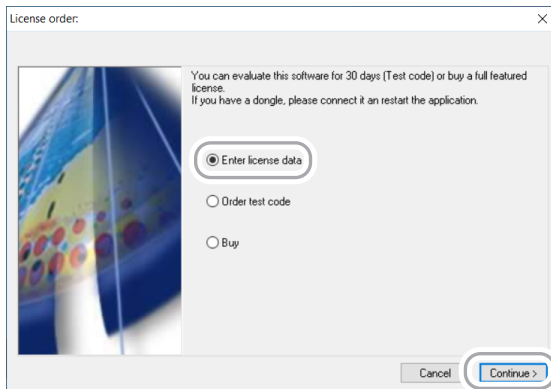 License order:
You can evaluate this software for 30 days (Test code) or buy a full featured
license.
If you have a dongle, please connect it an restart the application.
Enter license data
Order test code
Buy
Cancel
Continue >